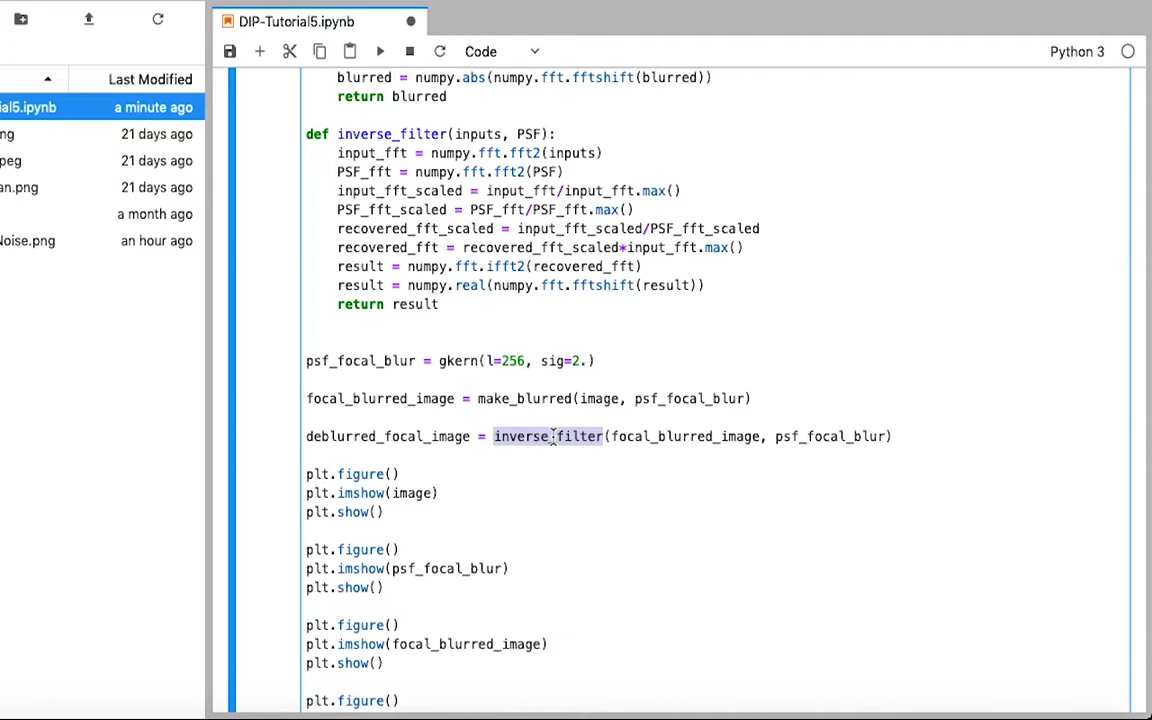 DIP-Tutorial5.ipynb
Code
Python 3
Last Modified
ial5.ipynb a minute ago
ng 21 days ago
peg 21 days ago
an.png 21 days ago
a month ago
Noise.png an hour ago
blurred = numpy.abs(numpy.fft.fftshift(blurred))
return blurred
def inverse_filter(inputs, PSF):
input_fft = numpy.fft.fft2(inputs)
PSF_fft = numpy.fft.fft2(PSF)
input_fft_scaled = input_fft/input_fft.max()
PSF_fft_scaled = PSF_fft/PSF_fft.max()
recovered_fft_scaled = input_fft_scaled/PSF_fft_scaled
recovered_fft = recovered_fft_scaled*input_fft.max()
result = numpy.fft.ifft2(recovered_fft)
result = numpy.real(numpy.fft.fftshift(result))
return result
psf_focal_blur = gkern(l=256, sig=2.)
focal_blurred_image = make_blurred(image, psf_focal_blur)
deblurred_focal_image = inverse_filter(focal_blurred_image, psf_focal_blur)
plt.figure()
plt.imshow(image)
plt.show()
plt.figure()
plt.imshow(psf_focal_blur)
plt.show()
plt.figure()
plt.imshow(focal_blurred_image)
plt.show()
plt.figure()